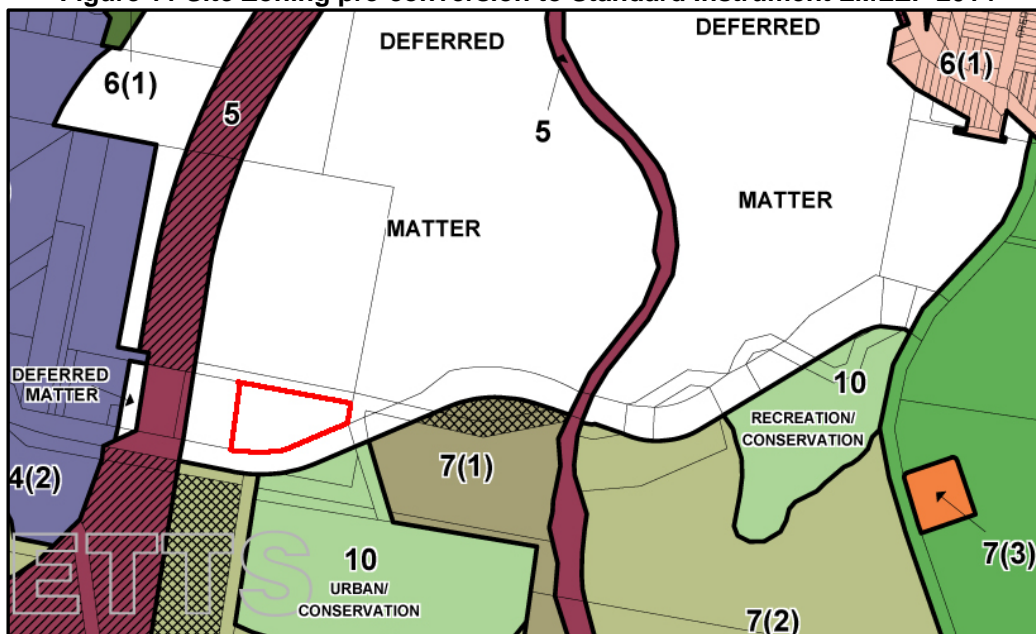 DEFERRED
DEFERRED
6(1)
6(1)
5
5
MATTER
MATTER
DEFERRED
MATTER
10
RECREATION/
CONSERVATION
4(2)
7(1)
10
URBAN/
CONSERVATION
7(3)
7(2)
ETTS